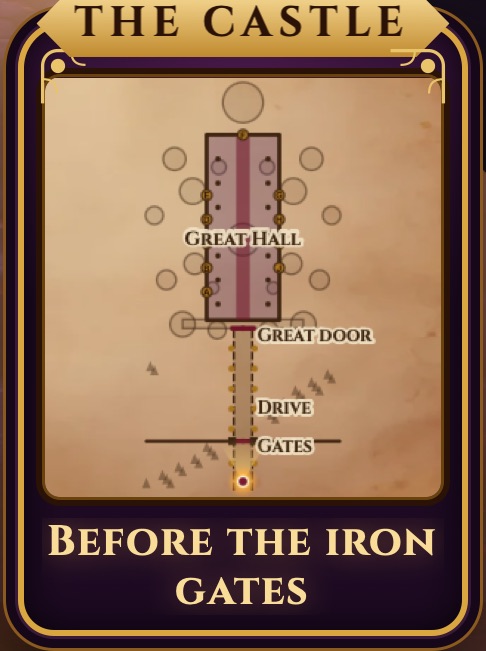 THE CASTLE
GREAT HALL
GREAT DOOR
DRIVE
GATES
BEFORE THE IRON
GATES